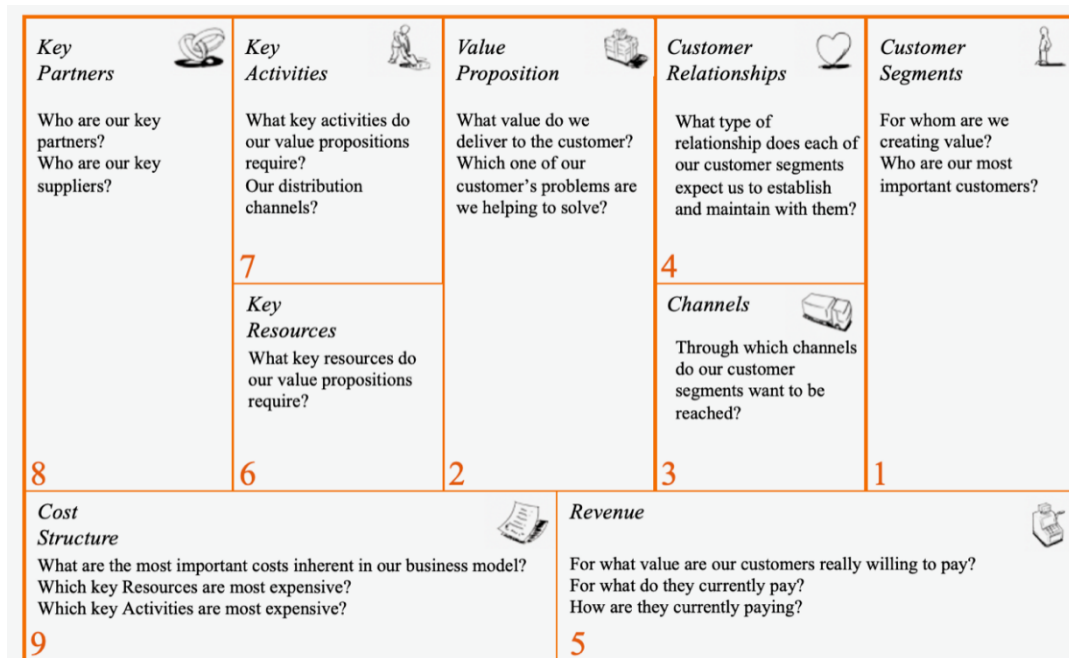 Key
Partners
Who are our key
partners?
Who are our key
suppliers?
8
Key
Activities
What key activities do
our value propositions
require?
Our distribution
channels?
7
Key
Resources
What key resources do
our value propositions
require?
6
Value
Proposition
What value do we
deliver to the customer?
Which one of our
customer’s problems are
we helping to solve?
2
Customer
Relationships
What type of
relationship does each of
our customer segments
expect us to establish
and maintain with them?
4
Channels
Through which channels
do our customer
segments want to be
reached?
3
Customer
Segments
For whom are we
creating value?
Who are our most
important customers?
1
Cost
Structure
What are the most important costs inherent in our business model?
Which key Resources are most expensive?
Which key Activities are most expensive?
9
Revenue
For what value are our customers really willing to pay?
For what do they currently pay?
How are they currently paying?
5